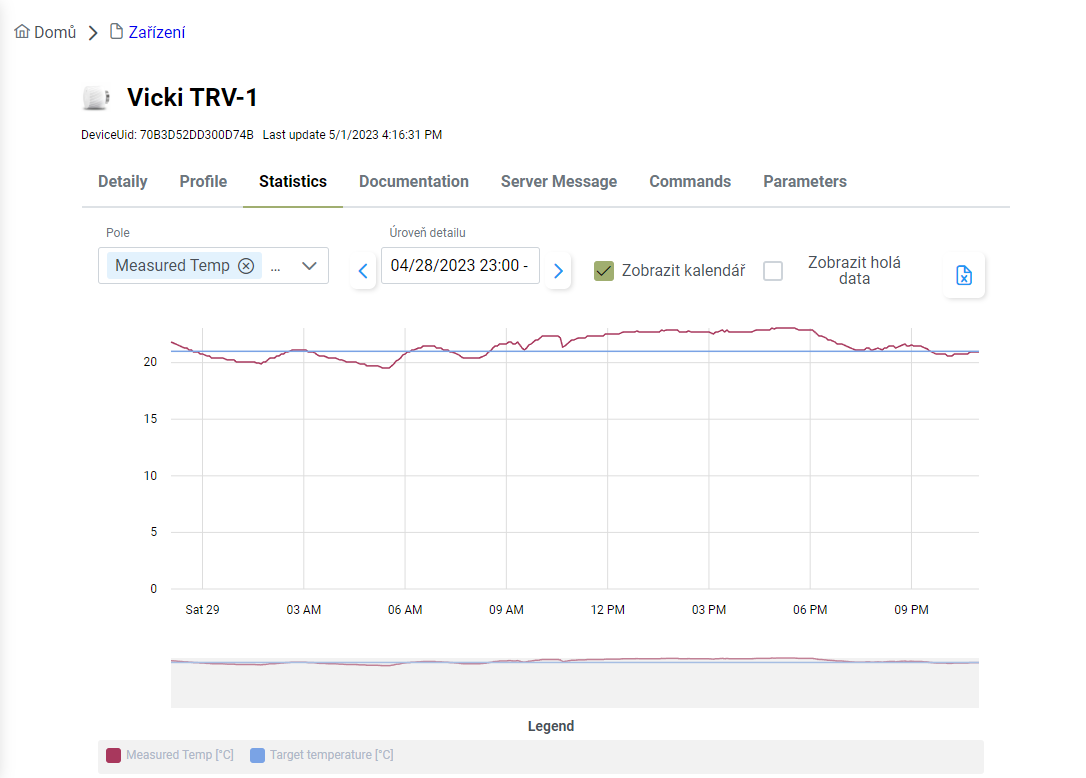 Domů Zařízení
Vicki TRV-1
DeviceUid: 70B3D52DD300D74B Last update 5/1/2023 4:16:31 PM
Detaily Profile Statistics Documentation Server Message Commands Parameters
Pole Úroveň detailu
Measured Temp ... 04/28/2023 23:00 - Zobrazit kalendář Zobrazit holá
data
20
15
10
5
0
Sat 29 03 AM 06 AM 09 AM 12 PM 03 PM 06 PM 09 PM
Legend
Measured Temp [°C] Target temperature [°C]